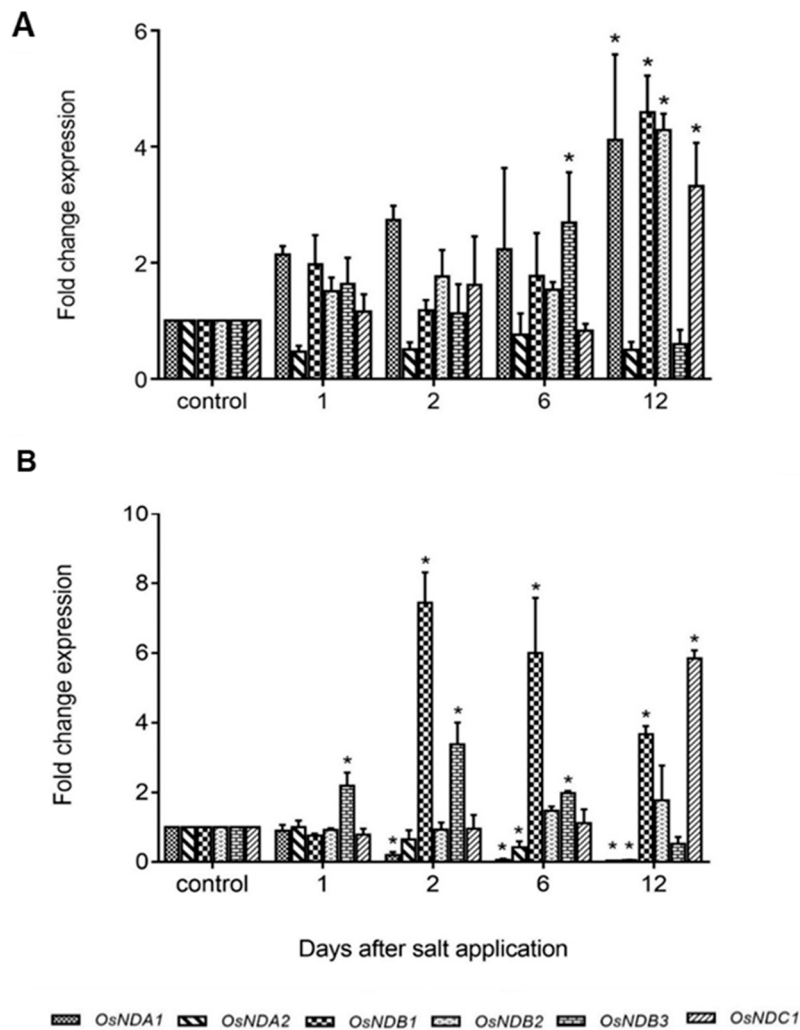 A
Fold change expression
6
4
2
0
* * * * *
control 1 2 6 12
B
Fold change expression
10
8
6
4
2
0
* * * * * * * * * * *
control 1 2 6 12
Days after salt application
OsNDA1 OsNDA2 OsNDB1 OsNDB2 OsNDB3 OsNDC1